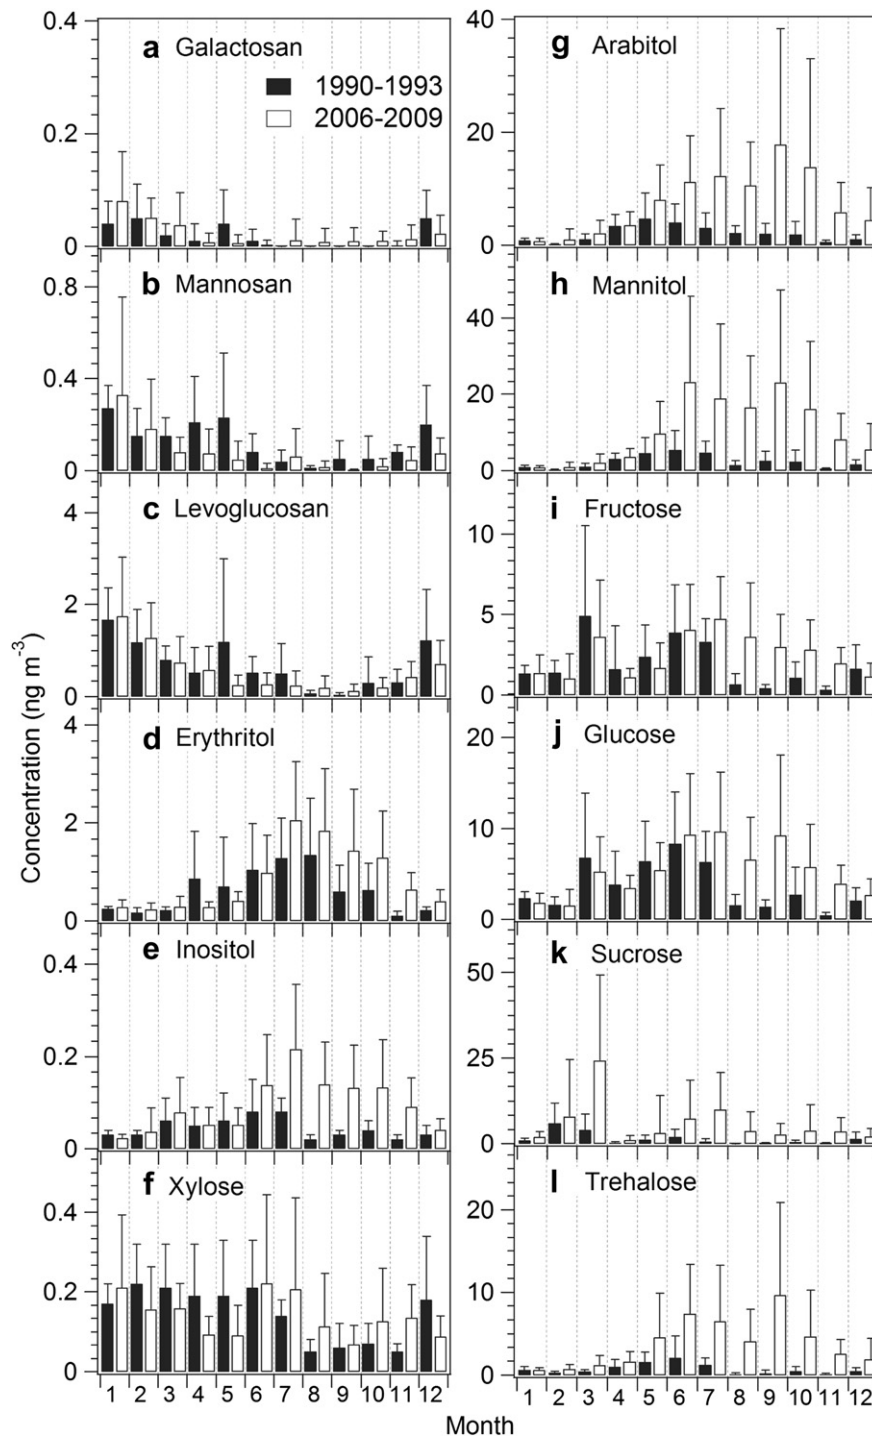 a Galactosan
1990-1993
2006-2009
0.4
0.2
0
b Mannosan
0.8
0.4
0
c Levoglucosan
4
2
0
d Erythritol
4
2
0
e Inositol
0.4
0.2
0
f Xylose
0.4
0.2
0
1 2 3 4 5 6 7 8 9 10 11 12
g Arabitol
40
20
0
h Mannitol
40
20
0
i Fructose
10
5
0
j Glucose
20
10
0
k Sucrose
50
25
0
l Trehalose
20
10
0
1 2 3 4 5 6 7 8 9 10 11 12
Concentration (ng m⁻³)
Month